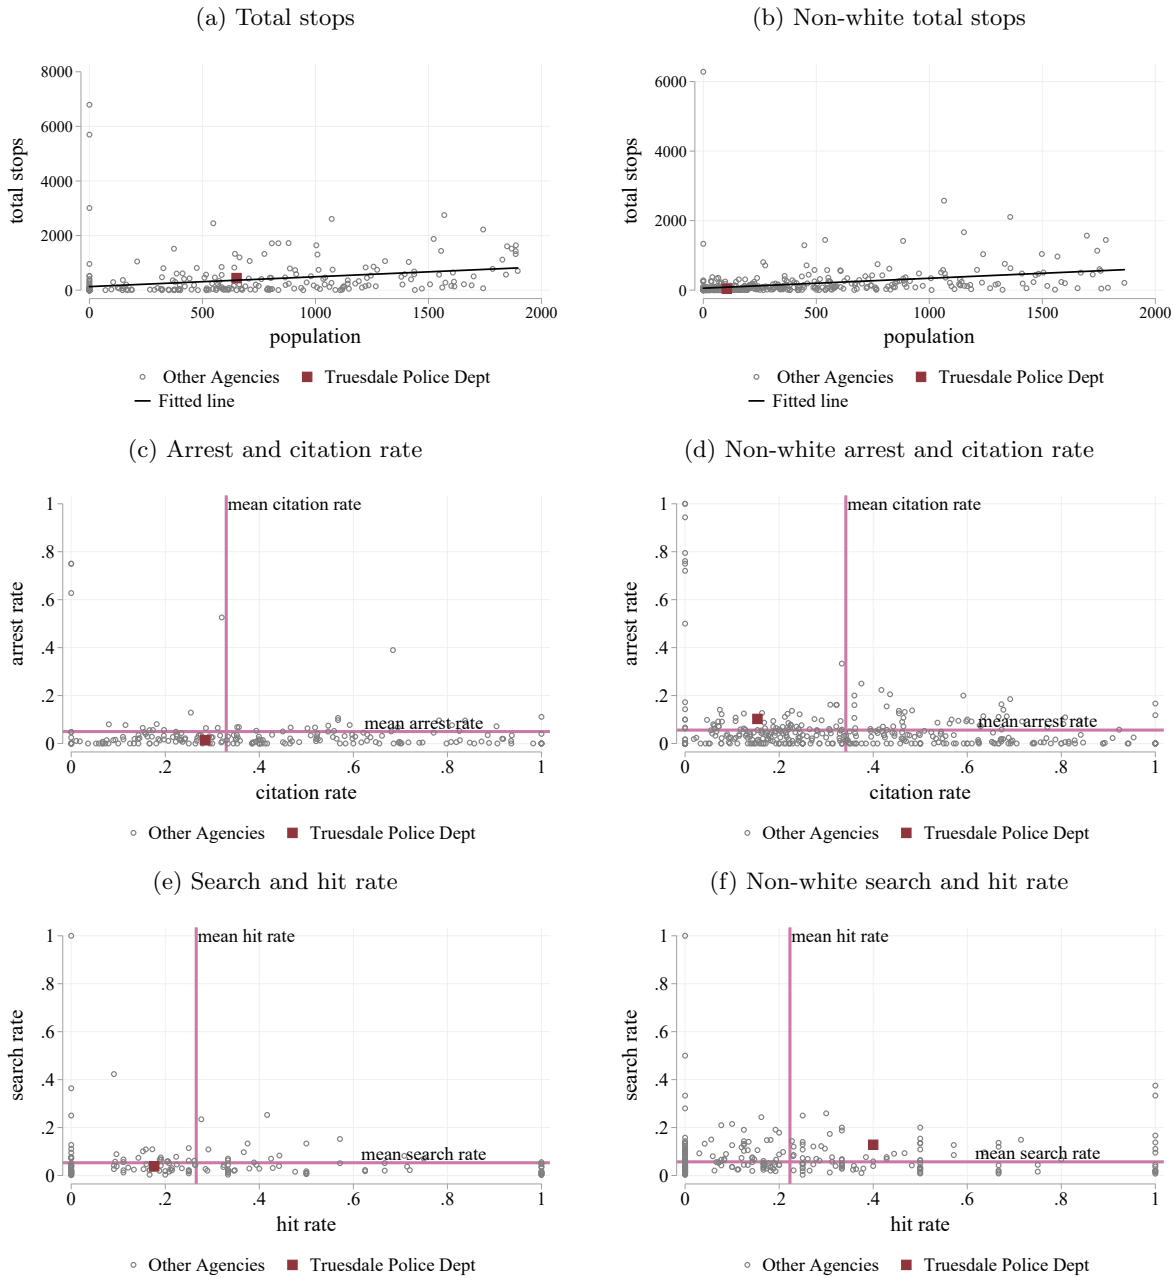 (a) Total stops
(b) Non-white total stops
8000
6000
4000
2000
0
total stops
0 500 1000 1500 2000
population
Other Agencies Truesdale Police Dept
Fitted line
6000
4000
2000
0
total stops
0 500 1000 1500 2000
population
Other Agencies Truesdale Police Dept
Fitted line
(c) Arrest and citation rate
(d) Non-white arrest and citation rate
1
.8
.6
.4
.2
0
arrest rate
mean citation rate
mean arrest rate
0 .2 .4 .6 .8 1
citation rate
Other Agencies Truesdale Police Dept
1
.8
.6
.4
.2
0
arrest rate
mean citation rate
mean arrest rate
0 .2 .4 .6 .8 1
citation rate
Other Agencies Truesdale Police Dept
(e) Search and hit rate
(f) Non-white search and hit rate
1
.8
.6
.4
.2
0
search rate
mean hit rate
mean search rate
0 .2 .4 .6 .8 1
hit rate
Other Agencies Truesdale Police Dept
1
.8
.6
.4
.2
0
search rate
mean hit rate
mean search rate
0 .2 .4 .6 .8 1
hit rate
Other Agencies Truesdale Police Dept